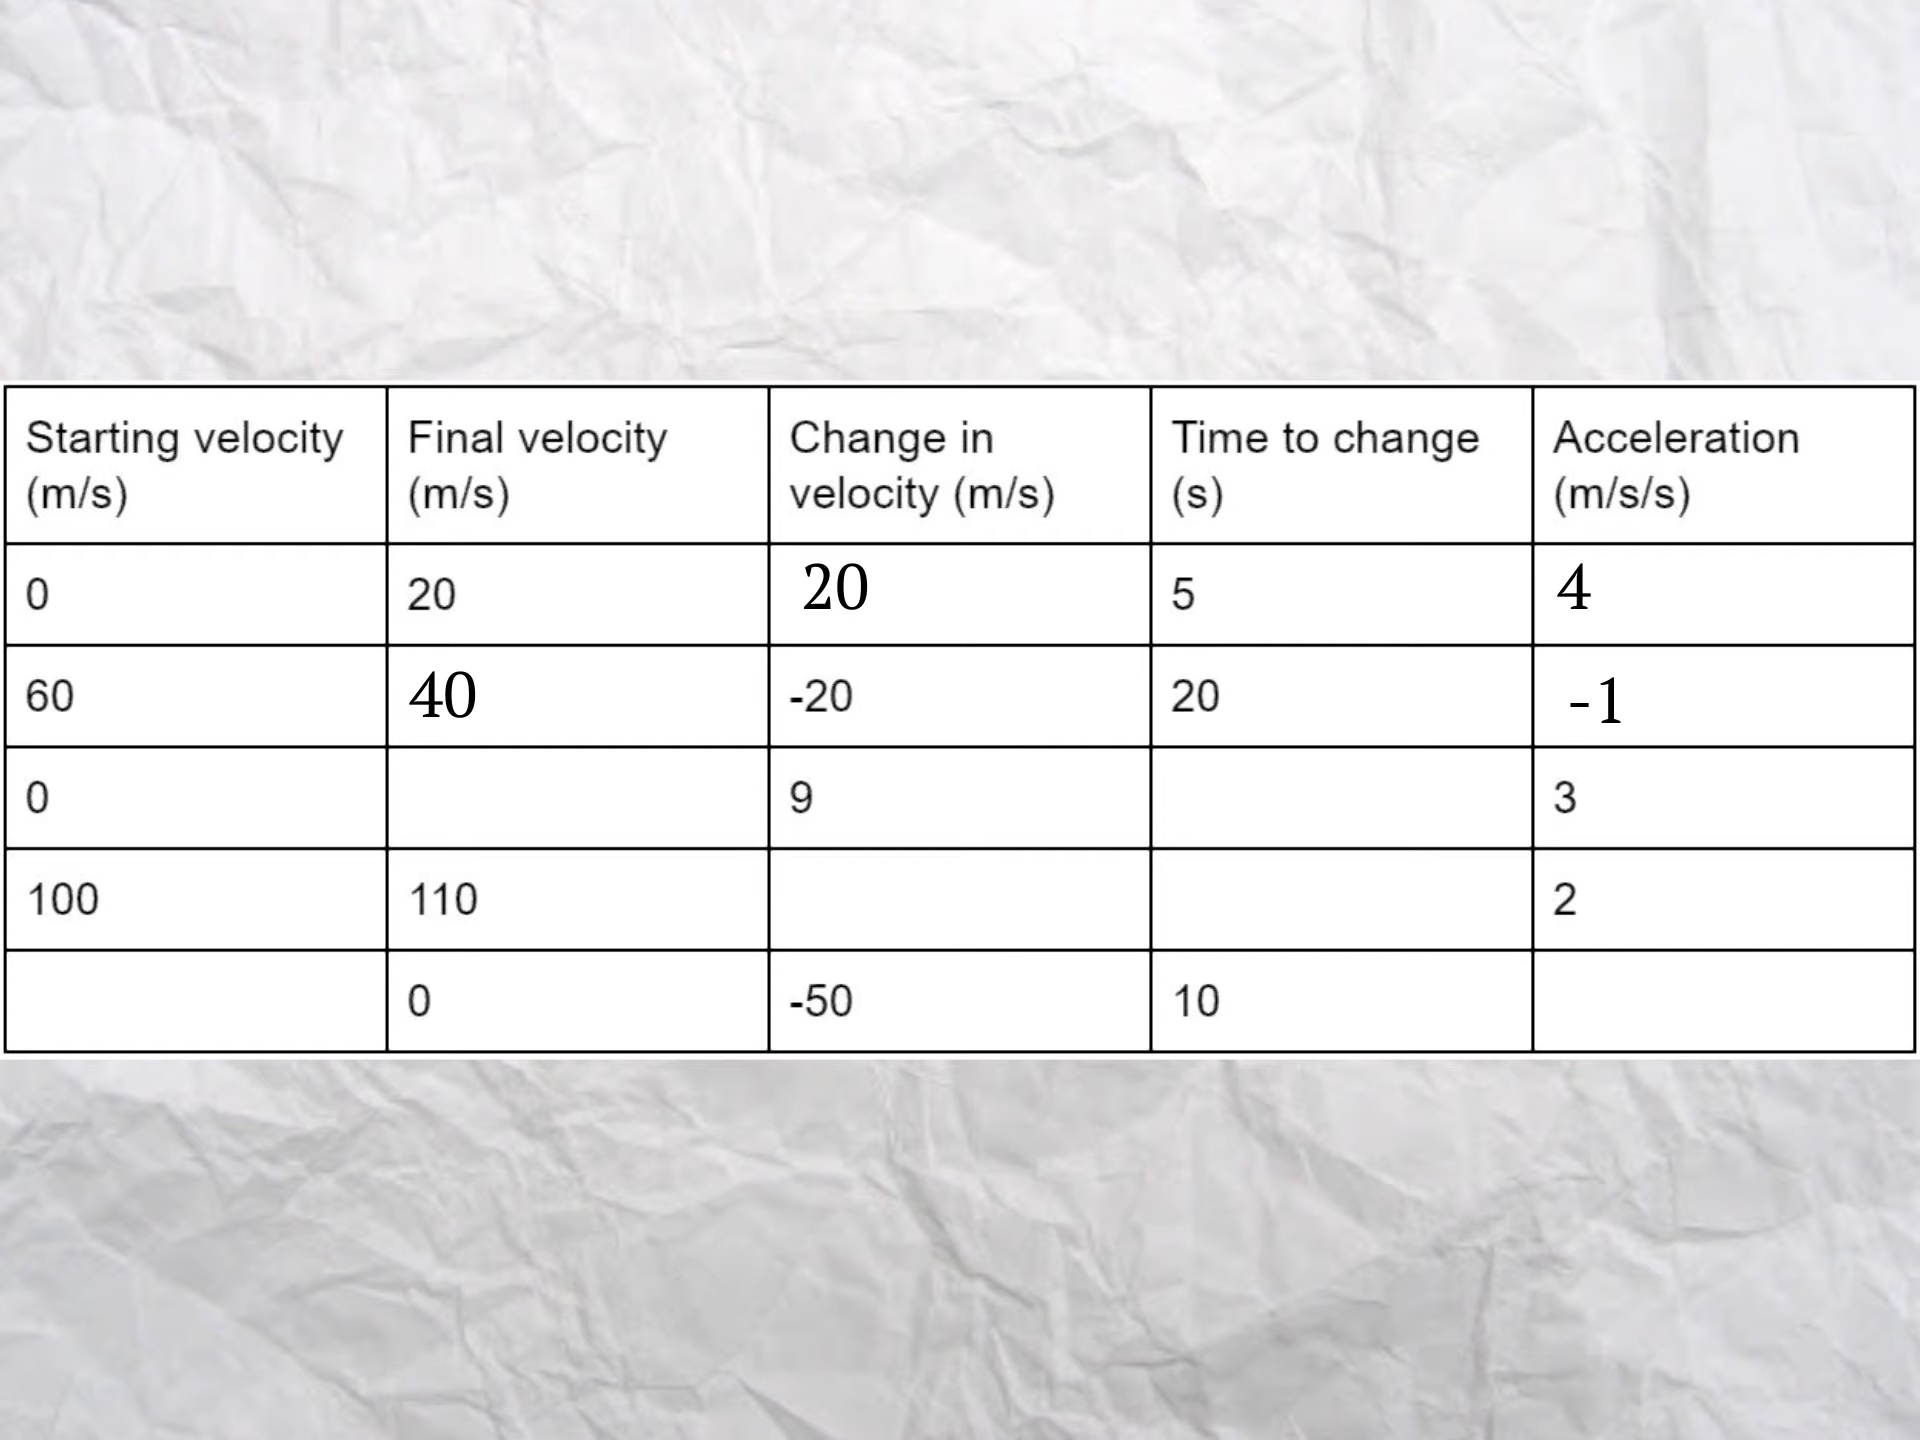 Starting velocity (m/s) Final velocity (m/s) Change in velocity (m/s) Time to change (s) Acceleration (m/s/s)
0 20 20 5 4
60 40 -20 20 -1
0 9 3
100 110 2
0 -50 10